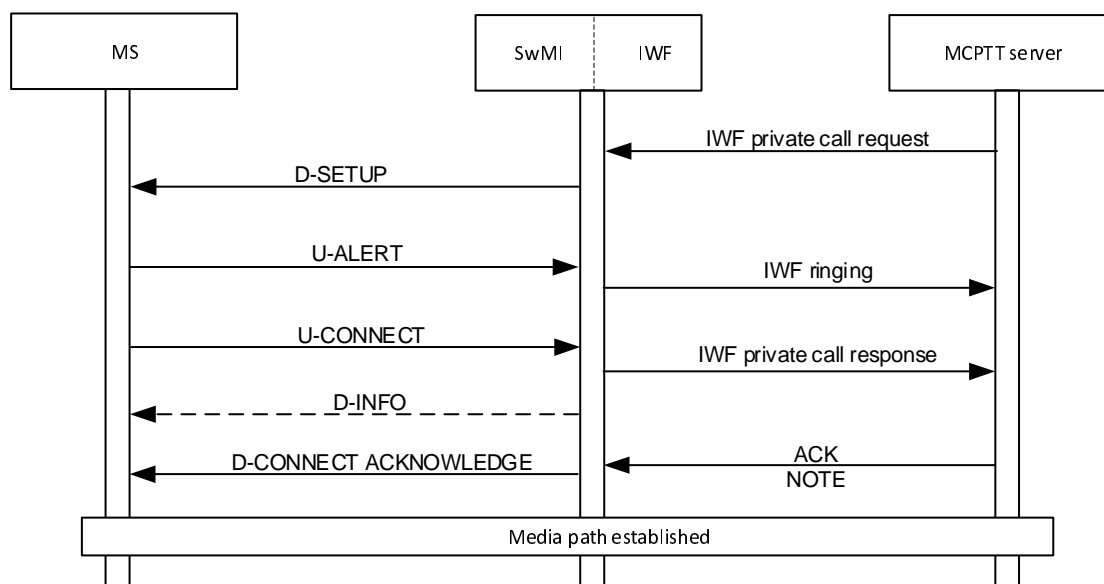 MS
SwMI
IWF
MCPTT server
IWF private call request
D-SETUP
U-ALERT
IWF ringing
U-CONNECT
IWF private call response
D-INFO
ACK
D-CONNECT ACKNOWLEDGE
NOTE
Media path established